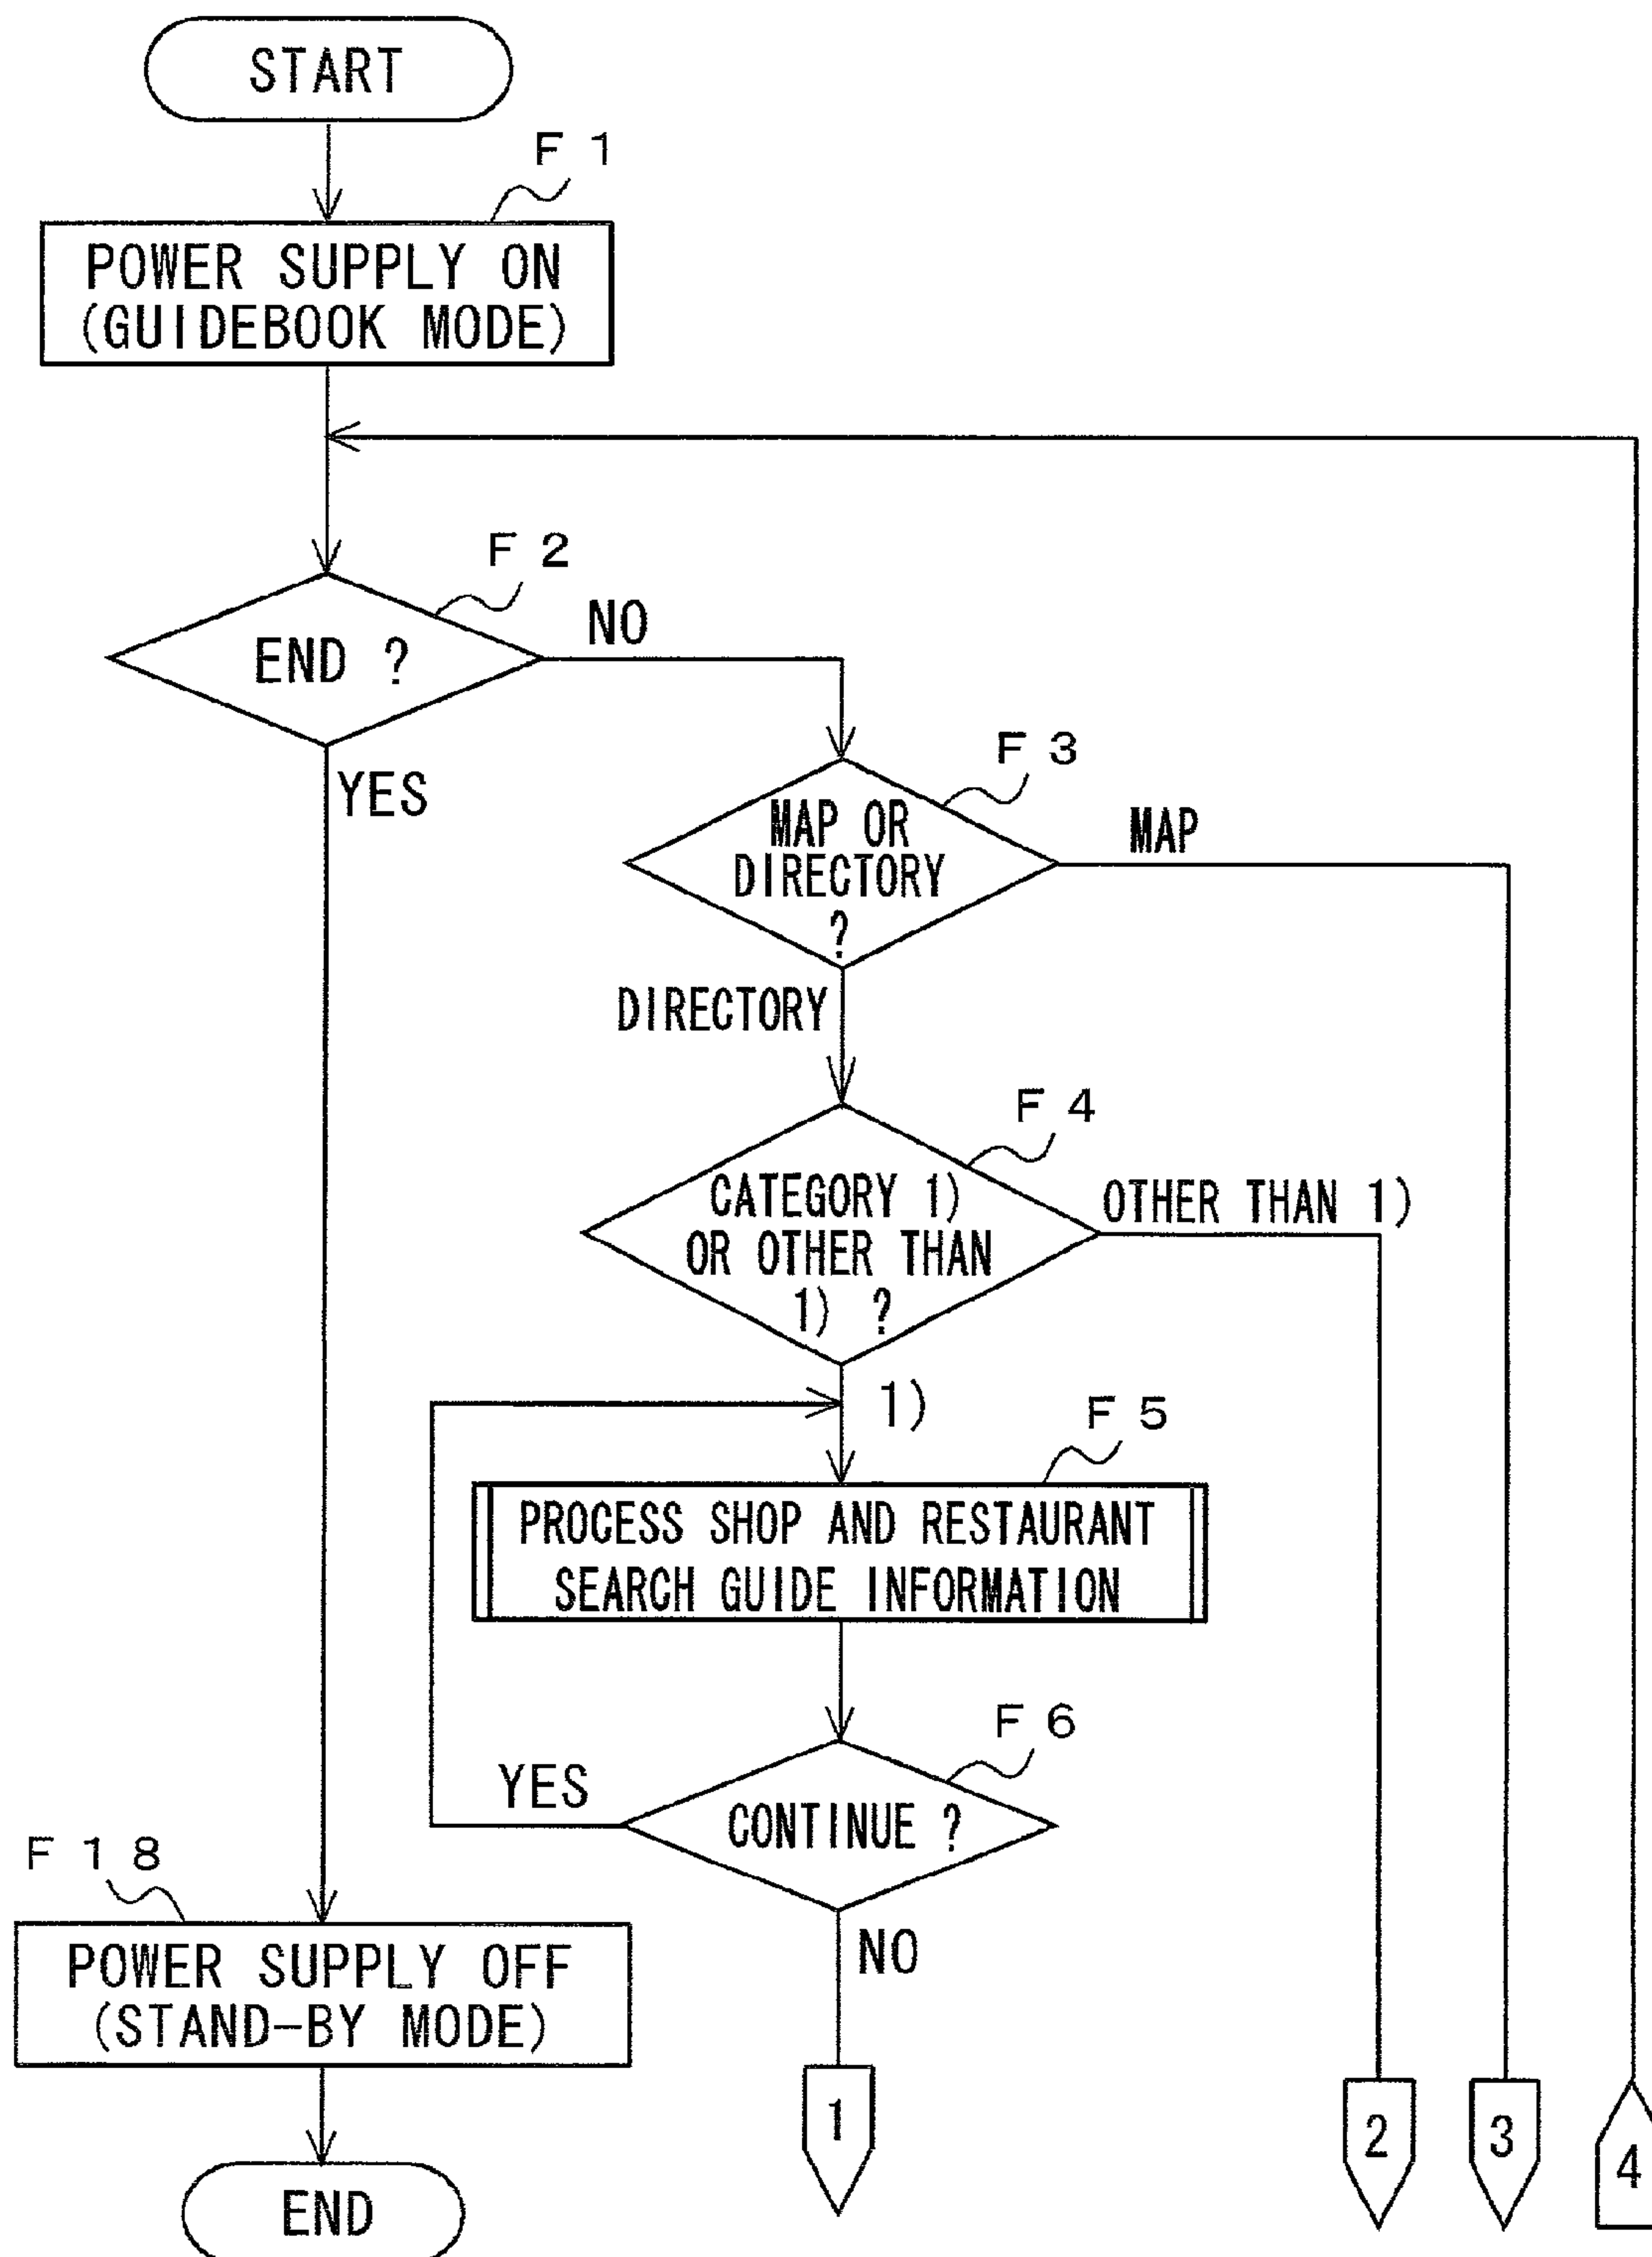 START
F 1
POWER SUPPLY ON
(GUIDEBOOK MODE)
F 2
END ?
NO
YES
F 3
MAP OR
DIRECTORY
?
MAP
DIRECTORY
F 4
CATEGORY 1)
OR OTHER THAN
1) ?
OTHER THAN 1)
1)
F 5
PROCESS SHOP AND RESTAURANT
SEARCH GUIDE INFORMATION
F 6
CONTINUE ?
YES
NO
F 1 8
POWER SUPPLY OFF
(STAND-BY MODE)
END
1
2
3
4